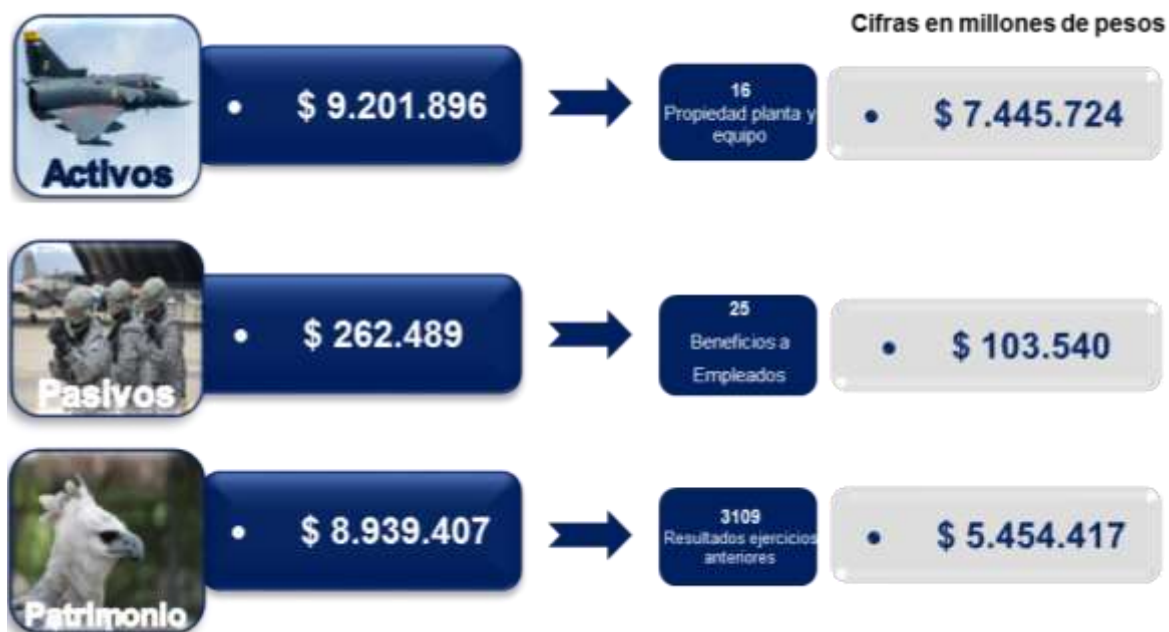 Cifras en millones de pesos
Activos
• $ 9.201.896
16
Propiedad planta y
equipo
• $ 7.445.724
Pasivos
• $ 262.489
25
Beneficios a
Empleados
• $ 103.540
Patrimonio
• $ 8.939.407
3109
Resultados ejercicios
anteriores
• $ 5.454.417